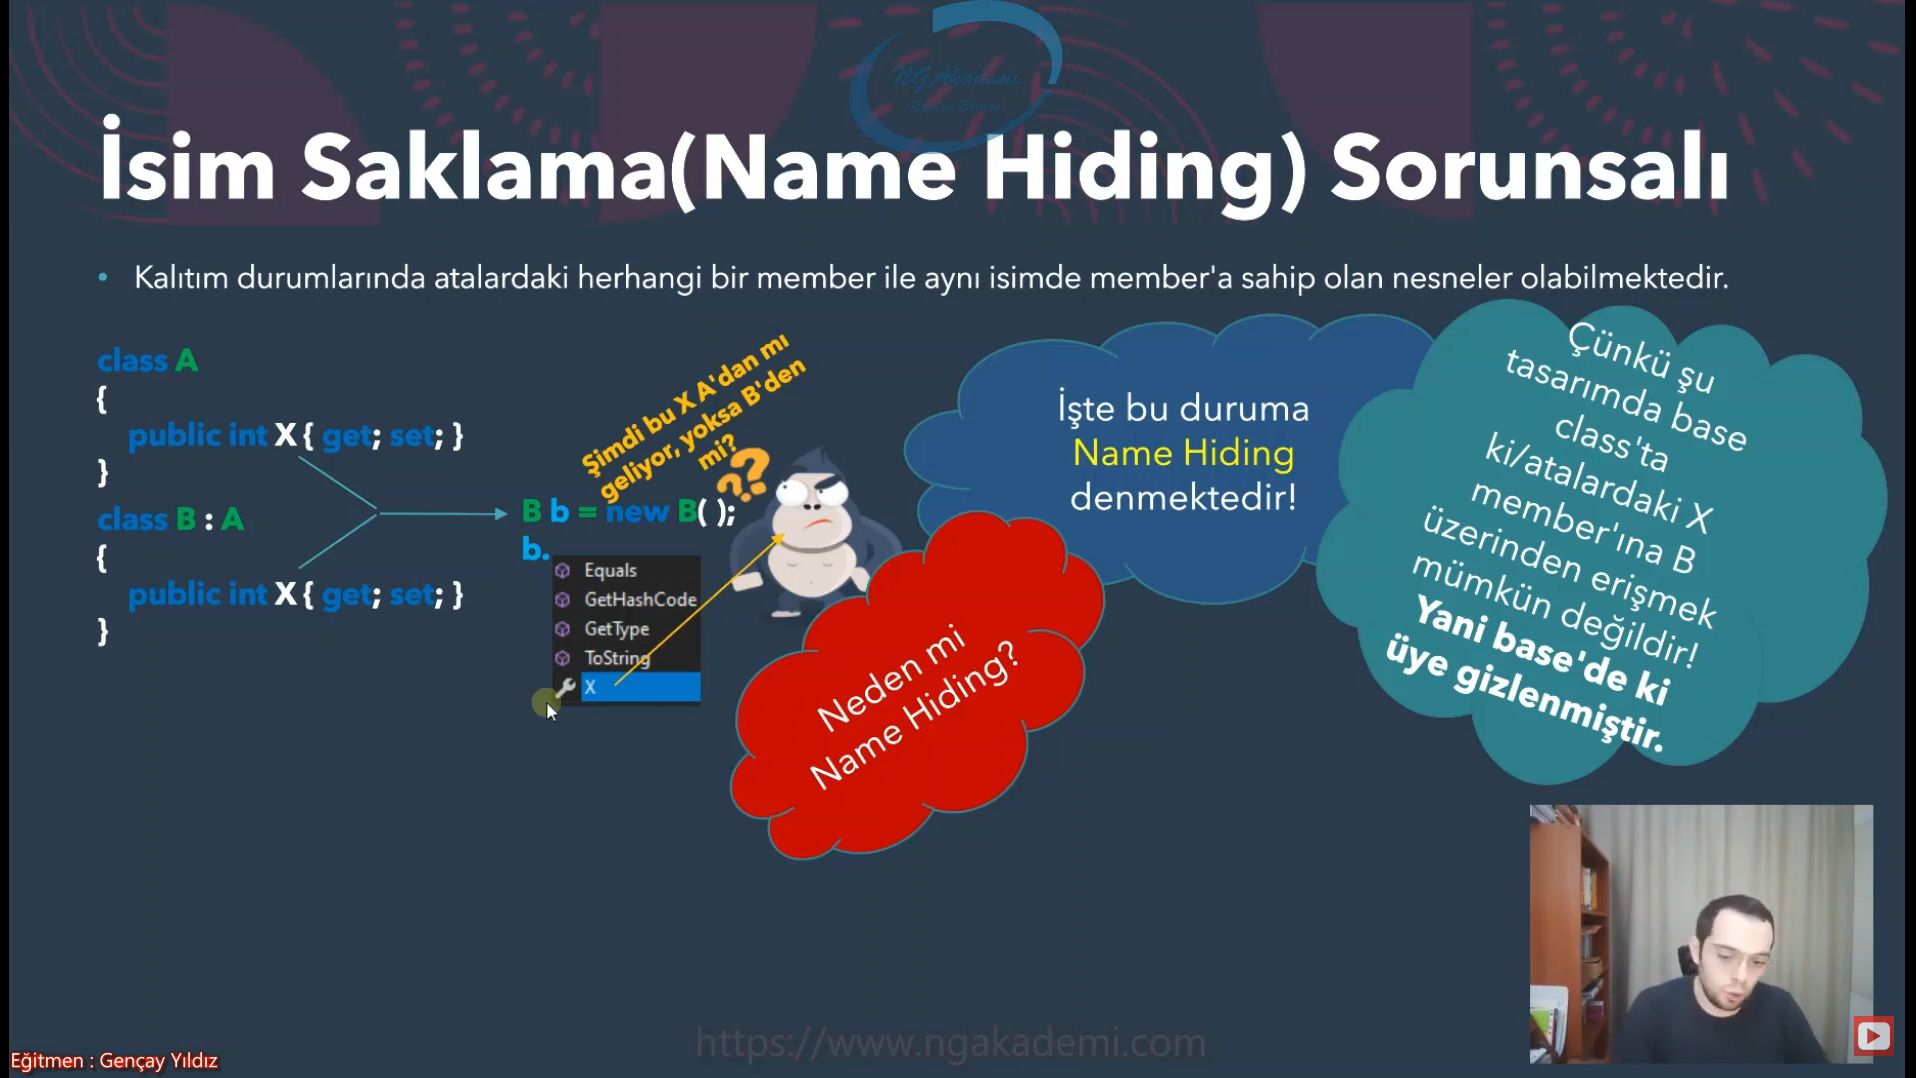 NGAkademi
İsim Saklama(Name Hiding) Sorunsalı
• Kalıtım durumlarında atalardaki herhangi bir member ile aynı isimde member'a sahip olan nesneler olabilmektedir.
class A
{
public int X { get; set; }
}
class B : A
{
public int X { get; set; }
}
Şimdi bu X A'dan mı
geliyor, yoksa B'den
mi?
??
B b = new B( );
b.
Equals
GetHashCode
GetType
ToString
X
İşte bu duruma
Name Hiding
denmektedir!
Neden mi
Name Hiding?
Çünkü şu
tasarımda base
class'ta
ki/atalardaki X
member'ına B
üzerinden erişmek
mümkün değildir!
Yani base'de ki
üye gizlenmiştir.
https://www.ngakademi.com
Eğitmen : Gençay Yıldız